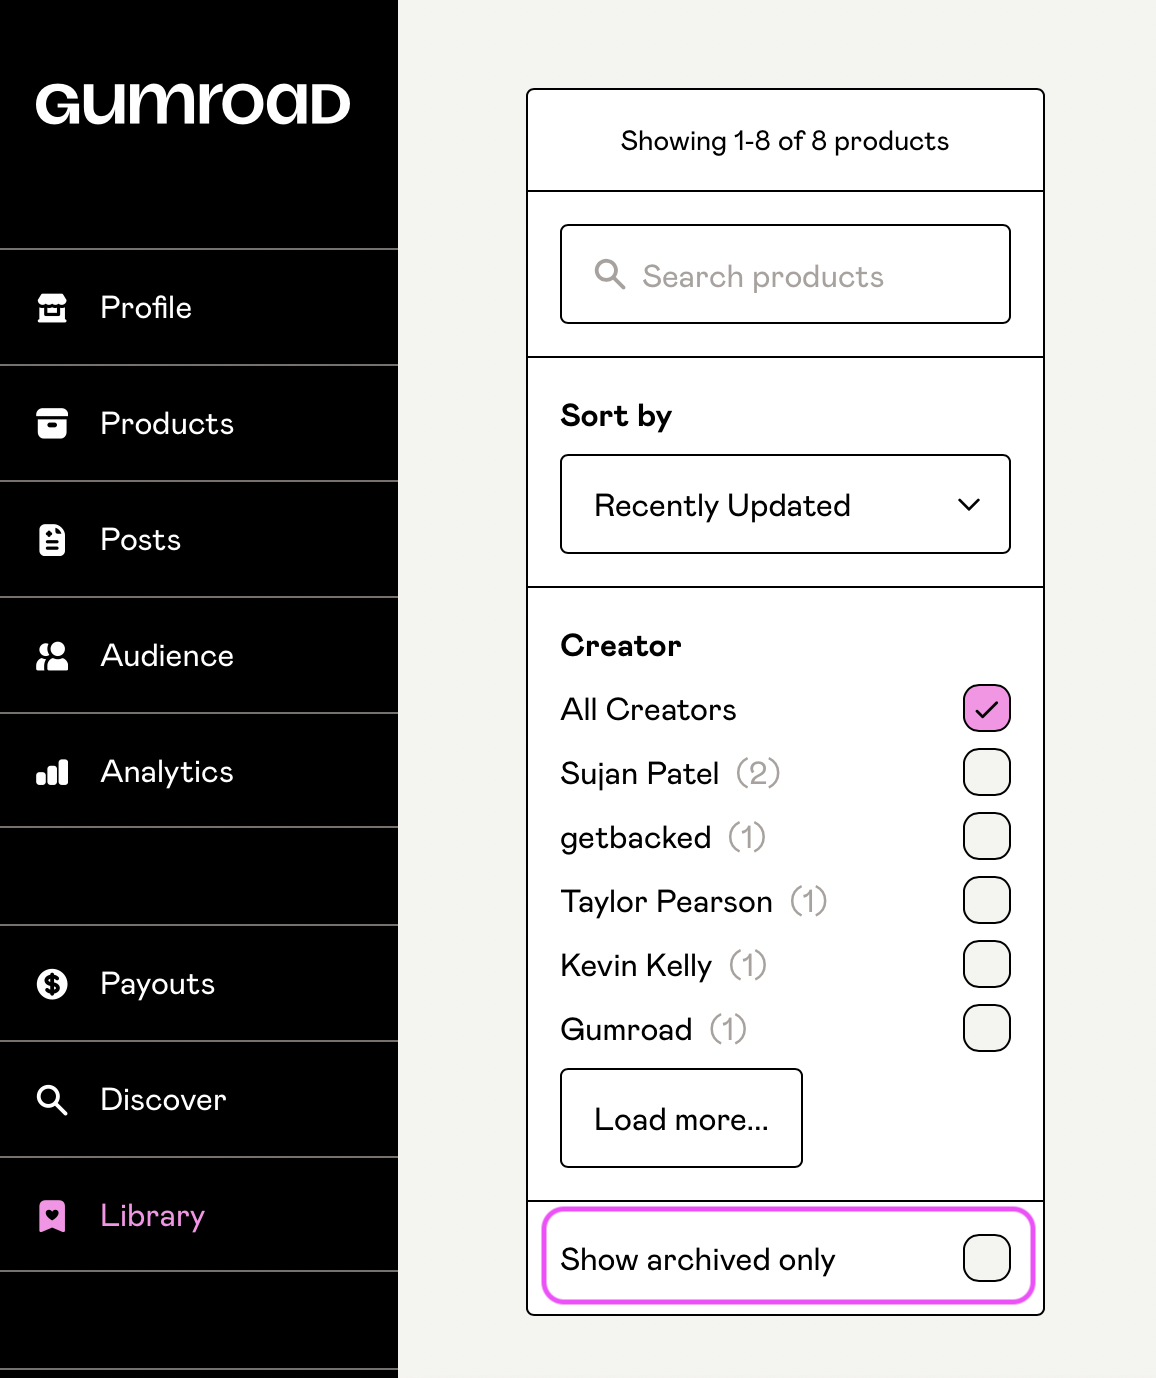 GUMROAD
Profile
Products
Posts
Audience
Analytics
Payouts
Discover
Library
Showing 1-8 of 8 products
Search products
Sort by
Recently Updated
Creator
All Creators
Sujan Patel (2)
getbacked (1)
Taylor Pearson (1)
Kevin Kelly (1)
Gumroad (1)
Load more...
Show archived only